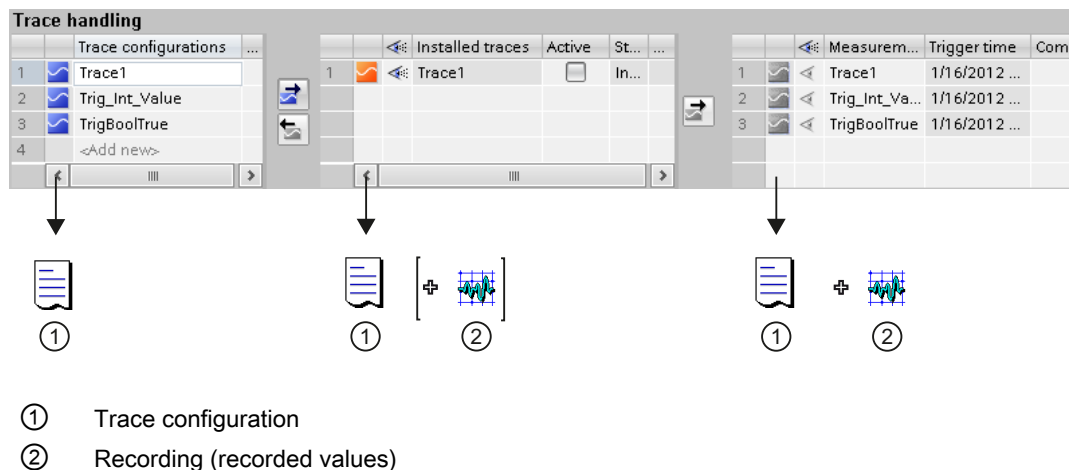 Trace handling
Trace configurations ... Installed traces Active St... ... Measurem... Trigger time Com
1 Trace1 1 Trace1 In... 1 Trace1 1/16/2012 ...
2 Trig_Int_Value 2 Trig_Int_Va... 1/16/2012 ...
3 TrigBoolTrue 3 TrigBoolTrue 1/16/2012 ...
4 <Add new>
① ① ② ① ②
① Trace configuration
② Recording (recorded values)